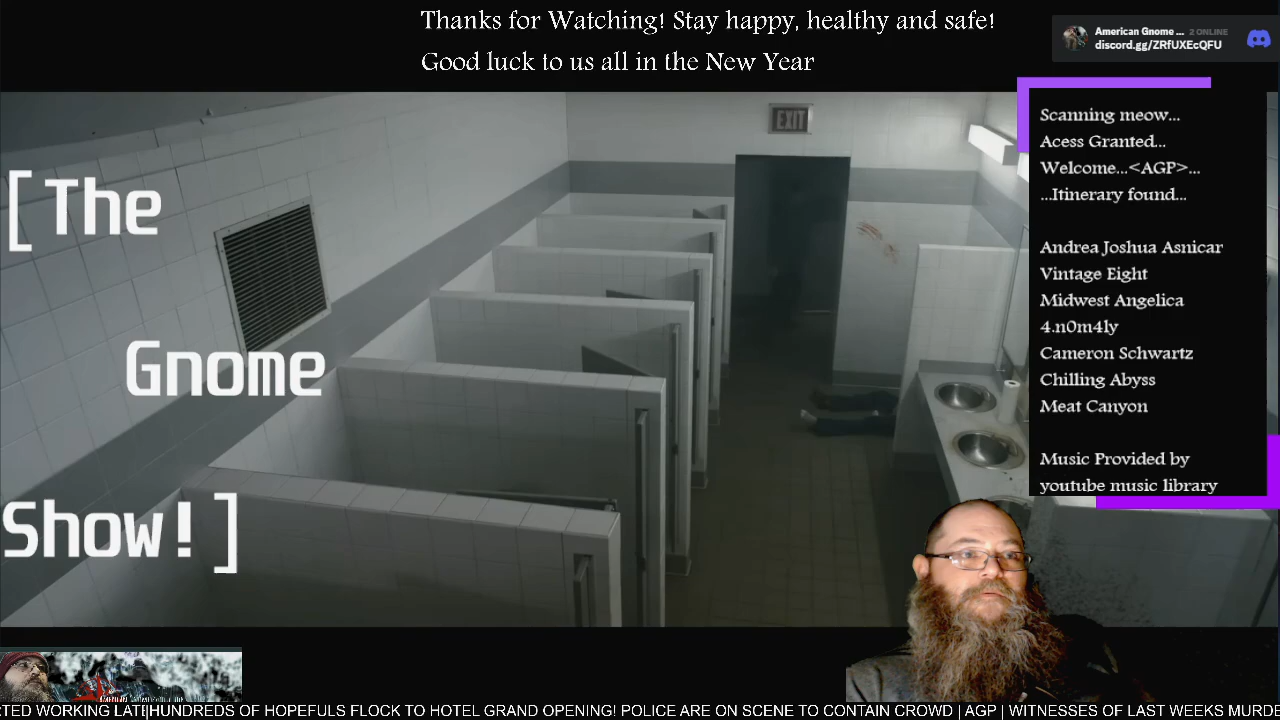 Thanks for Watching! Stay happy, healthy and safe!
Good luck to us all in the New Year
American Gnome ... 2 ONLINE
discord.gg/ZRfUXEcQFU
EXIT
[The
Gnome
Show!]
Scanning meow...
Acess Granted...
Welcome...<AGP>...
...Itinerary found...
Andrea Joshua Asnicar
Vintage Eight
Midwest Angelica
4.n0m4ly
Cameron Schwartz
Chilling Abyss
Meat Canyon
Music Provided by
youtube music library
RTED WORKING LAT|HUNDREDS OF HOPEFULS FLOCK TO HOTEL GRAND OPENING! POLICE ARE ON SCENE TO CONTAIN CROWD | AGP | WITNESSES OF LAST WEEKS MURDE